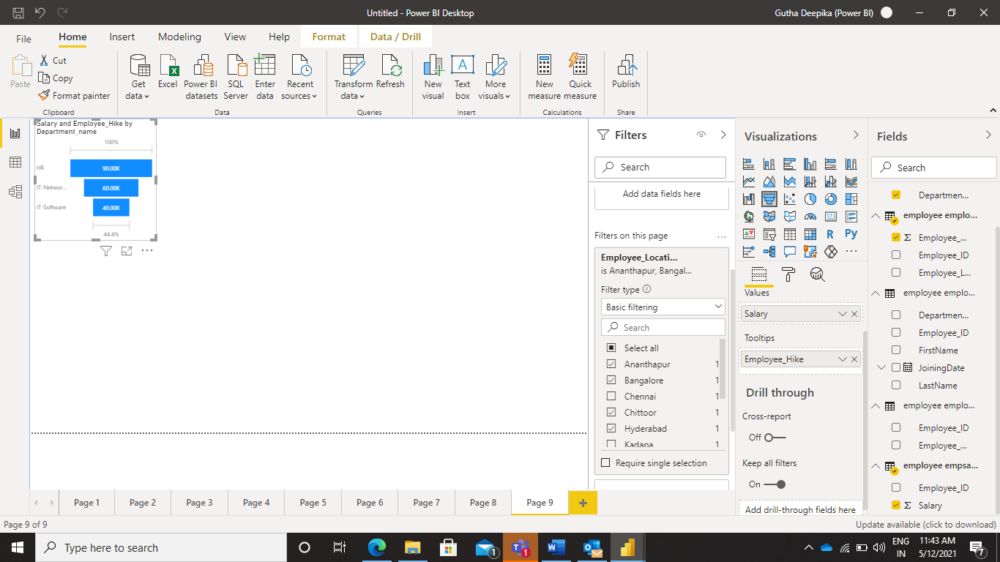 Untitled - Power BI Desktop
Gutha Deepika (Power BI)
File
Home
Insert
Modeling
View
Help
Format
Data / Drill
Paste
Cut
Copy
Format painter
Clipboard
Get
data
Excel
Power BI
datasets
SQL
Server
Enter
data
Recent
sources
Data
Transform
data
Refresh
Queries
New
visual
Text
box
More
visuals
Insert
New
measure
Quick
measure
Calculations
Publish
Share
Salary and Employee_Hike by
Department_name
100%
HR
90.00K
IT-Networ...
60.00K
IT-Software
40.00K
44.4%
Filters
Search
Add data fields here
Filters on this page
Employee_Locati...
is Ananthapur, Bangal...
Filter type
Basic filtering
Search
Select all
Ananthapur 1
Bangalore 1
Chennai 1
Chittoor 1
Hyderabad 1
Kadapa 1
Require single selection
Visualizations
A
123
R
Py
Values
Salary
Tooltips
Employee_Hike
Drill through
Cross-report
Off
Keep all filters
On
Add drill-through fields here
Fields
Search
Departmen...
employee emplo...
Employee_...
Employee_ID
Employee_L...
employee emplo...
Departmen...
Employee_ID
FirstName
JoiningDate
LastName
employee emplo...
Employee_ID
Employee_...
employee empsa...
Employee_ID
Salary
Page 1
Page 2
Page 3
Page 4
Page 5
Page 6
Page 7
Page 8
Page 9
Page 9 of 9
Update available (click to download)
Type here to search
1
1
ENG
IN
11:43 AM
5/12/2021
7